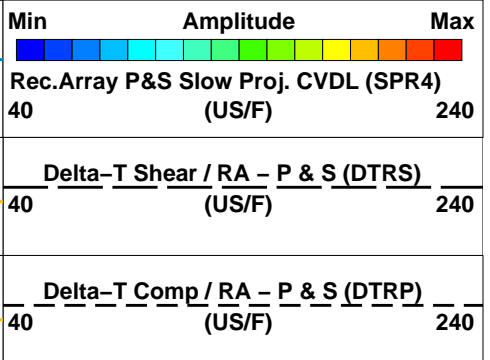 Min Amplitude Max
Rec.Array P&S Slow Proj. CVDL (SPR4)
40 (US/F) 240
Delta–T Shear / RA – P & S (DTRS)
40 (US/F) 240
Delta–T Comp / RA – P & S (DTRP)
40 (US/F) 240